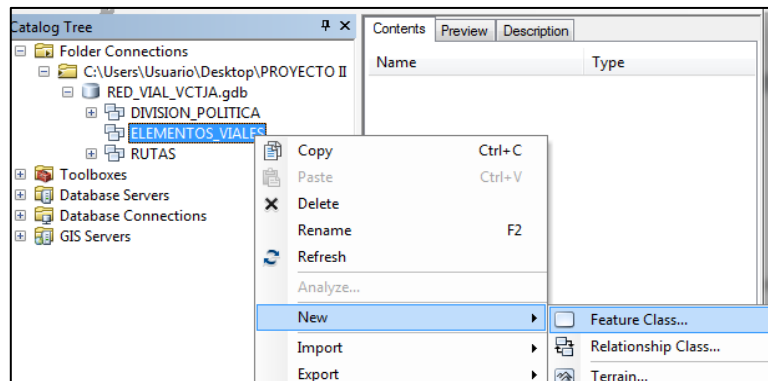 Catalog Tree
Contents Preview Description
Name Type
Folder Connections
C:\Users\Usuario\Desktop\PROYECTO II
RED_VIAL_VCTJA.gdb
DIVISION_POLITICA
ELEMENTOS_VIALES
RUTAS
Toolboxes
Database Servers
Database Connections
GIS Servers
Copy Ctrl+C
Paste Ctrl+V
Delete
Rename F2
Refresh
Analyze...
New
Import
Export
Feature Class...
Relationship Class...
Terrain...